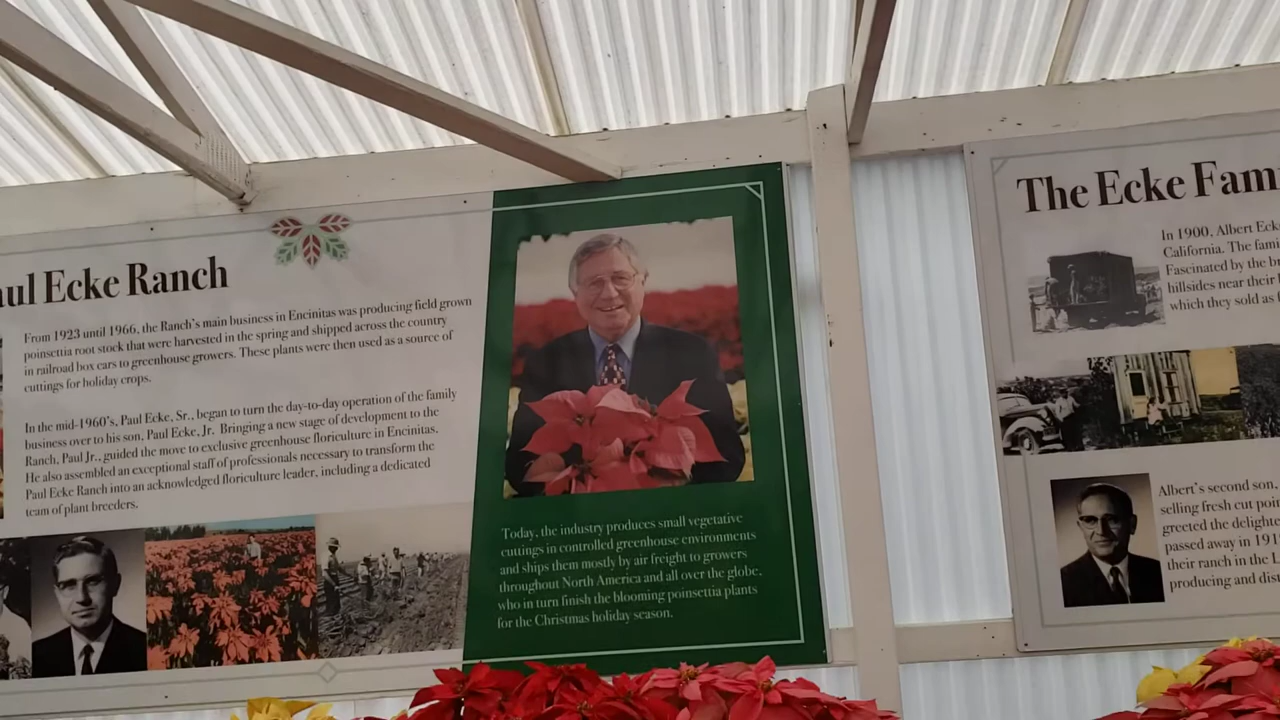 aul Ecke Ranch
From 1923 until 1966, the Ranch's main business in Encinitas was producing field grown
poinsettia root stock that were harvested in the spring and shipped across the country
in railroad box cars to greenhouse growers. These plants were then used as a source of
cuttings for holiday crops.
In the mid-1960's, Paul Ecke, Sr., began to turn the day-to-day operation of the family
business over to his son, Paul Ecke, Jr. Bringing a new stage of development to the
Ranch, Paul Jr., guided the move to exclusive greenhouse floriculture in Encinitas.
He also assembled an exceptional staff of professionals necessary to transform the
Paul Ecke Ranch into an acknowledged floriculture leader, including a dedicated
team of plant breeders.
Today, the industry produces small vegetative
cuttings in controlled greenhouse environments
and ships them mostly by air freight to growers
throughout North America and all over the globe,
who in turn finish the blooming poinsettia plants
for the Christmas holiday season.
The Ecke Fam
In 1900, Albert Eck
California. The fami
Fascinated by the b
hillsides near their
which they sold as
Albert's second son,
selling fresh cut poi
greeted the delight
passed away in 191
their ranch in the L
producing and dis